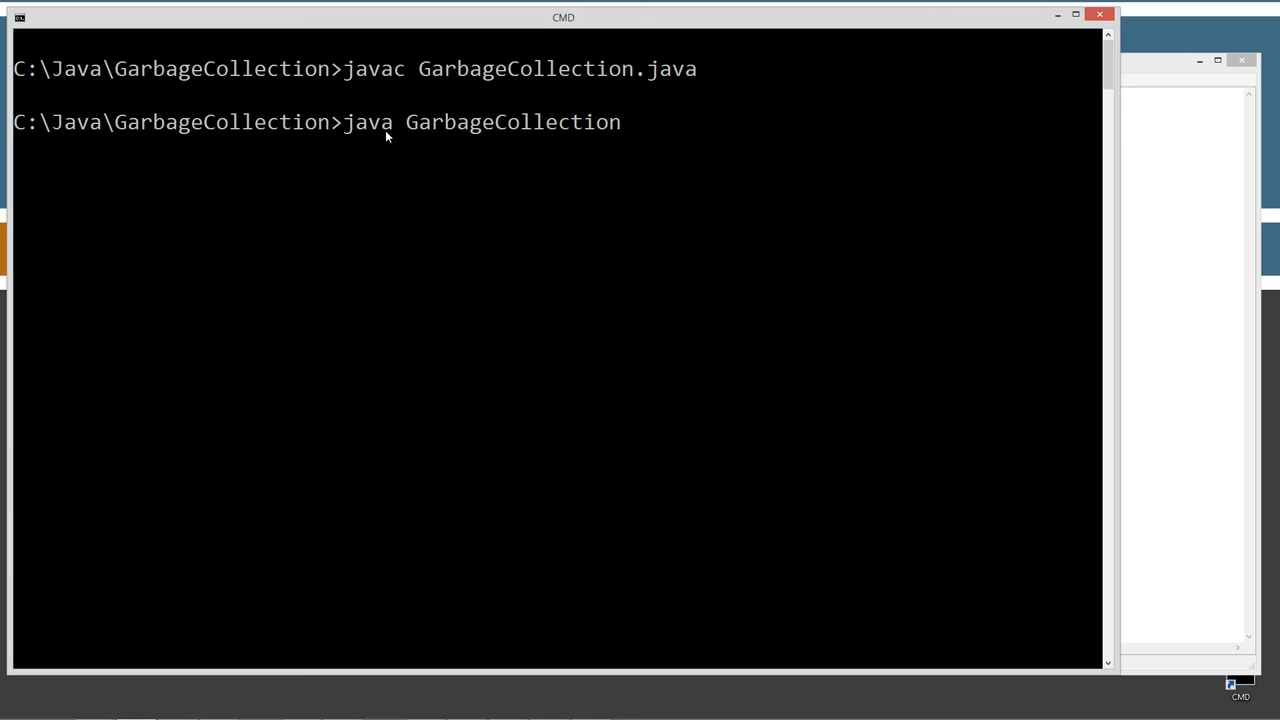 CMD
C:\Java\GarbageCollection>javac GarbageCollection.java
C:\Java\GarbageCollection>java GarbageCollection
CMD